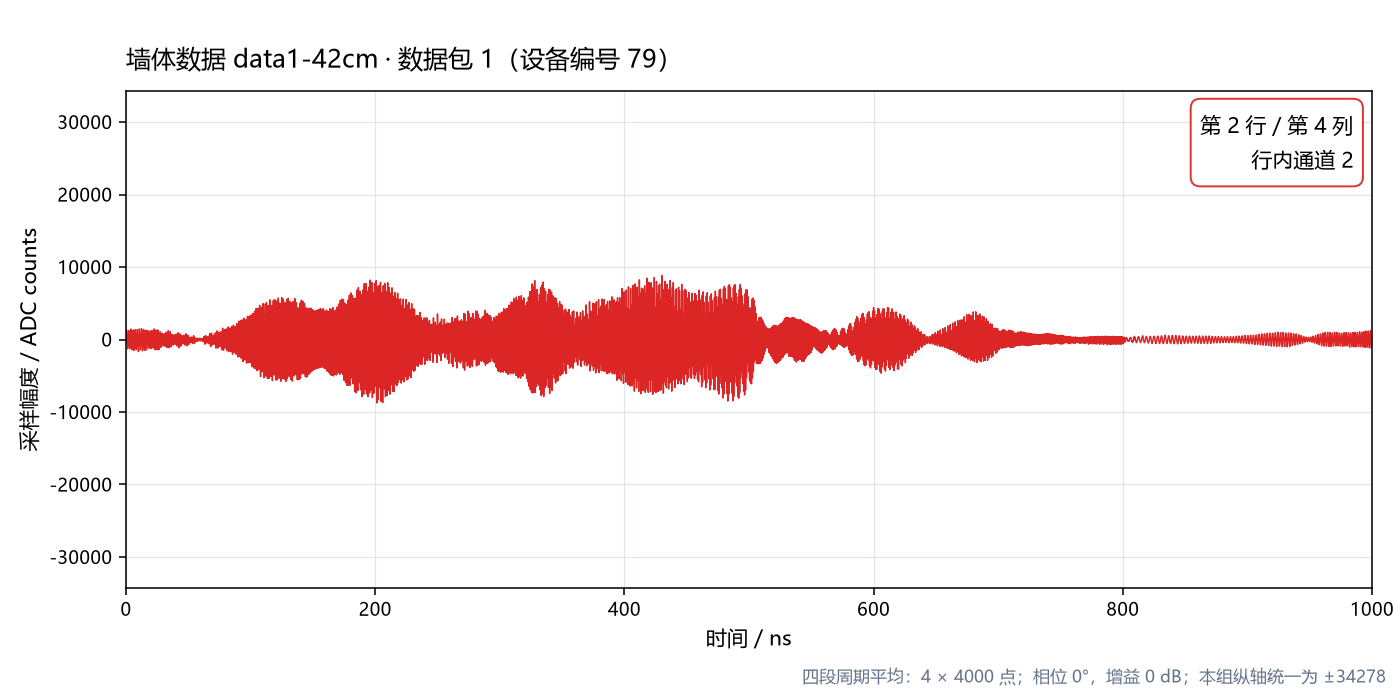 墙体数据 data1-42cm · 数据包 1（设备编号 79）
第 2 行 / 第 4 列
行内通道 2
采样幅度 / ADC counts
30000
20000
10000
0
-10000
-20000
-30000
0 200 400 600 800 1000
时间 / ns
四段周期平均：4 × 4000 点；相位 0°，增益 0 dB；本组纵轴统一为 ±34278